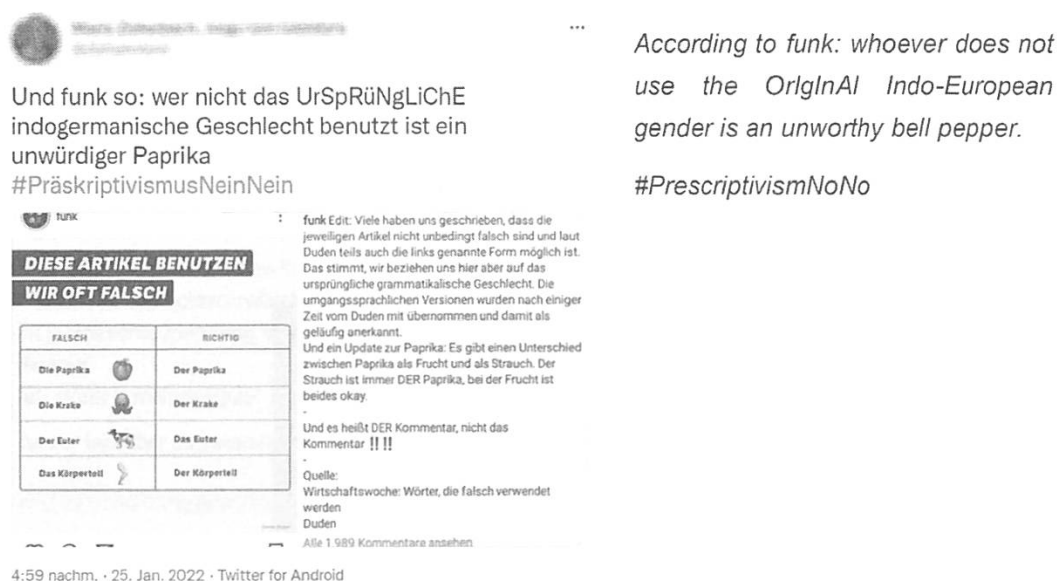 Und funk so: wer nicht das UrSpRüNgLiChE
indogermanische Geschlecht benutzt ist ein
unwürdiger Paprika
#PräskriptivismusNeinNein
funk
DIESE ARTIKEL BENUTZEN
WIR OFT FALSCH
FALSCH RICHTIG
Die Paprika Der Paprika
Die Krake Der Krake
Der Euter Das Euter
Das Körperteil Der Körperteil
funk Edit: Viele haben uns geschrieben, dass die
jeweiligen Artikel nicht unbedingt falsch sind und laut
Duden teils auch die links genannte Form möglich ist.
Das stimmt, wir beziehen uns hier aber auf das
ursprüngliche grammatikalische Geschlecht. Die
umgangssprachlichen Versionen wurden nach einiger
Zeit vom Duden mit übernommen und damit als
geläufig anerkannt.
Und ein Update zur Paprika: Es gibt einen Unterschied
zwischen Paprika als Frucht und als Strauch. Der
Strauch ist immer DER Paprika, bei der Frucht ist
beides okay.
-
Und es heißt DER Kommentar, nicht das
Kommentar !! !!
-
Quelle:
Wirtschaftswoche: Wörter, die falsch verwendet
werden
Duden
Alle 1.989 Kommentare ansehen
4:59 nachm. · 25. Jan. 2022 · Twitter for Android
According to funk: whoever does not
use the OrIgInAl Indo-European
gender is an unworthy bell pepper.
#PrescriptivismNoNo